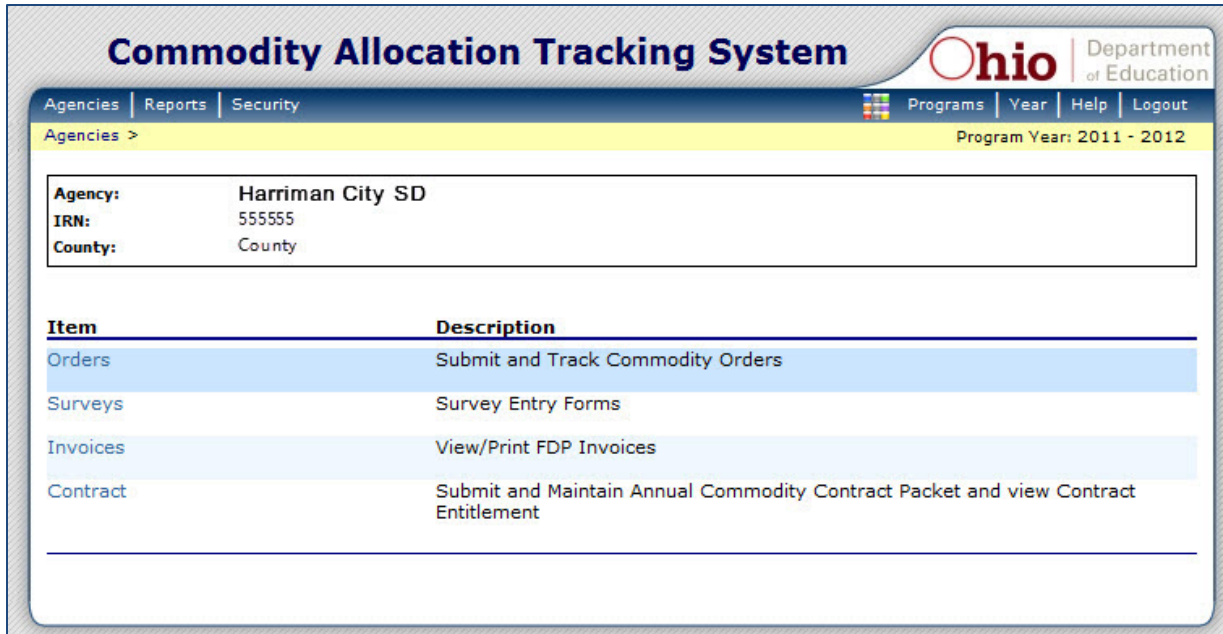 Commodity Allocation Tracking System
Ohio Department
of Education
Agencies | Reports | Security Programs | Year | Help | Logout
Agencies > Program Year: 2011 - 2012
Agency: Harriman City SD
IRN: 555555
County: County
Item Description
Orders Submit and Track Commodity Orders
Surveys Survey Entry Forms
Invoices View/Print FDP Invoices
Contract Submit and Maintain Annual Commodity Contract Packet and view Contract
Entitlement